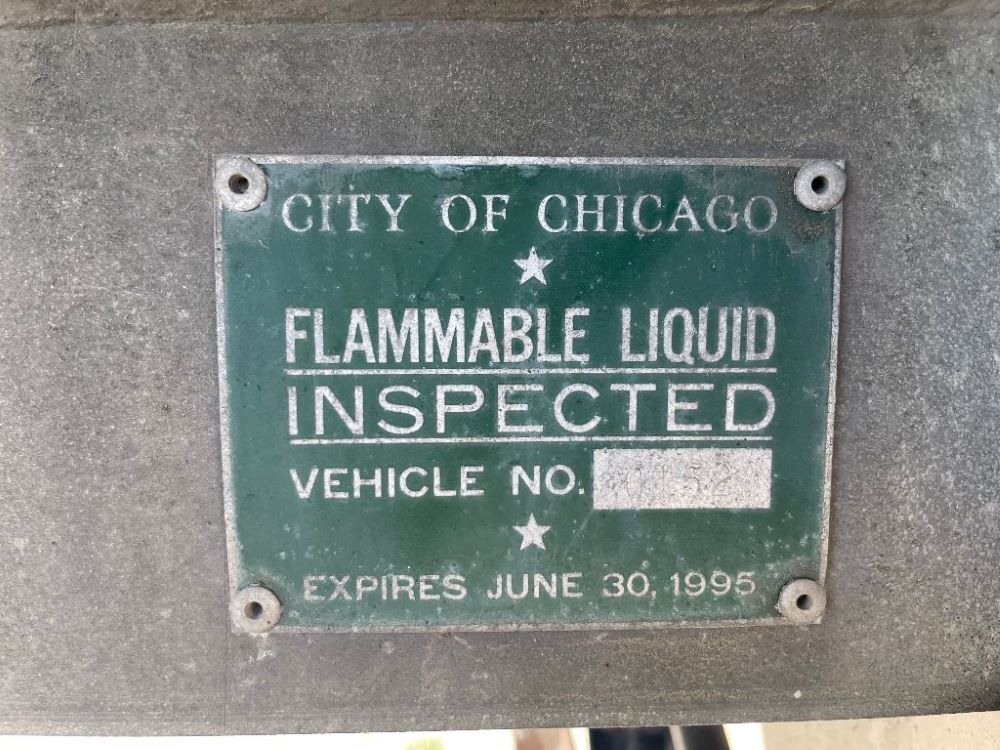 CITY OF CHICAGO
FLAMMABLE LIQUID
INSPECTED
VEHICLE NO.
EXPIRES JUNE 30, 1995